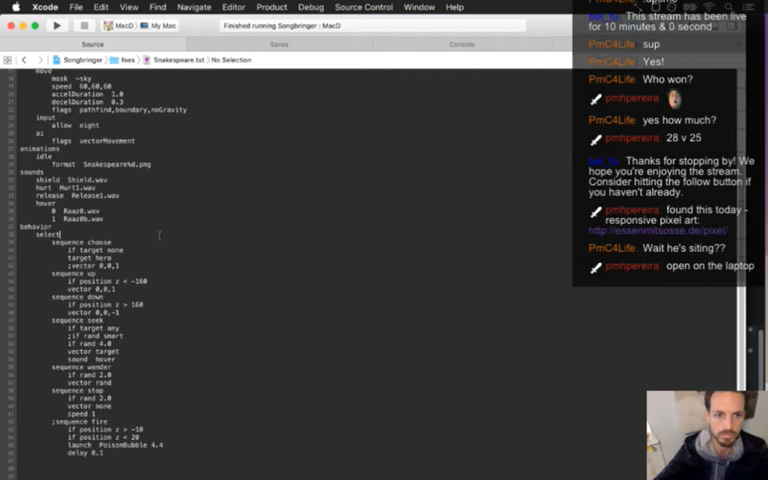 Xcode File Edit View Find Navigate Editor Product Debug Source Control Window Help
MacD My Mac
Finished running Songbringer : MacD
Source Saves Console
Songbringer foes Snakespeare.txt No Selection
move
mask ~sky
speed 60,60,60
accelDuration 1.0
decelDuration 0.3
flags pathfind,boundary,noGravity
input
allow eight
ai
flags vectorMovement
animations
idle
format Snakespeare%d.png
sounds
shield Shield.wav
hurt Hurt1.wav
release Release1.wav
hover
0 Raaz0.wav
1 Raaz0b.wav
behavior
select
sequence choose
if target none
target hero
;vector 0,0,1
sequence up
if position z < -160
vector 0,0,1
sequence down
if position z > 160
vector 0,0,-1
sequence seek
if target any
;if rand smart
if rand 4.0
vector target
sound hover
sequence wander
if rand 2.0
vector rand
sequence stop
if rand 2.0
vector none
speed 1
;sequence fire
if position z > -10
if position z < 20
launch PoisonBubble 4.4
delay 0.1
This stream has been live
for 10 minutes & 0 second
PmC4Life sup
PmC4Life Yes!
PmC4Life Who won?
pmhpereira
PmC4Life yes how much?
pmhpereira 28 v 25
Thanks for stopping by! We
hope you're enjoying the stream.
Consider hitting the follow button if
you haven't already.
pmhpereira found this today -
responsive pixel art:
http://essenmitsosse.de/pixel/
PmC4Life Wait he's siting??
pmhpereira open on the laptop